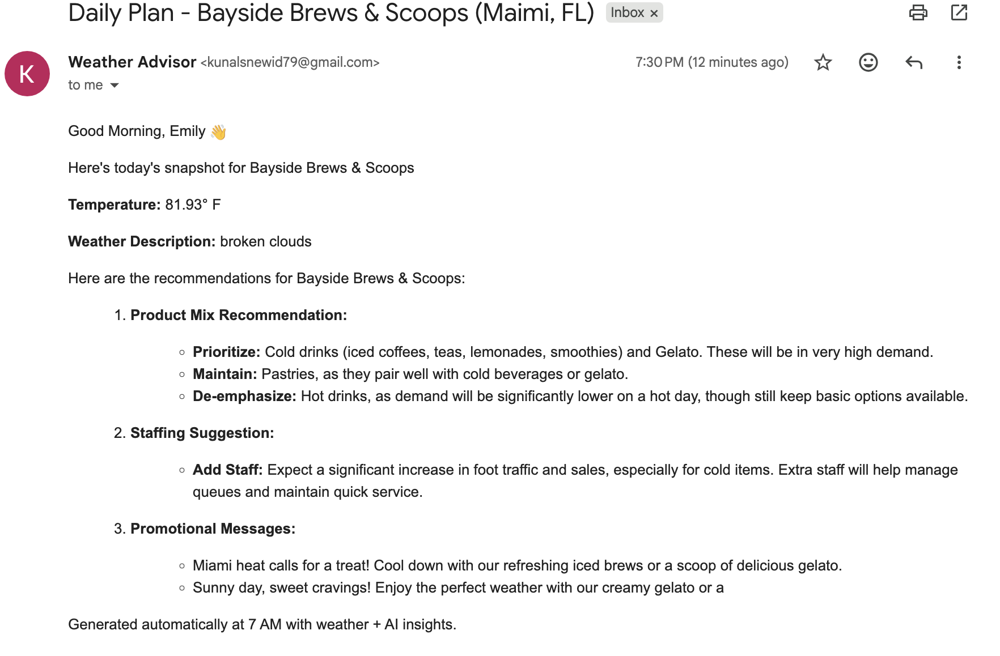 Daily Plan - Bayside Brews & Scoops (Maimi, FL) Inbox ×
K
Weather Advisor <kunalsnewid79@gmail.com> 7:30 PM (12 minutes ago)
to me
Good Morning, Emily 👋
Here's today's snapshot for Bayside Brews & Scoops
Temperature: 81.93° F
Weather Description: broken clouds
Here are the recommendations for Bayside Brews & Scoops:
1. Product Mix Recommendation:
○ Prioritize: Cold drinks (iced coffees, teas, lemonades, smoothies) and Gelato. These will be in very high demand.
○ Maintain: Pastries, as they pair well with cold beverages or gelato.
○ De-emphasize: Hot drinks, as demand will be significantly lower on a hot day, though still keep basic options available.
2. Staffing Suggestion:
○ Add Staff: Expect a significant increase in foot traffic and sales, especially for cold items. Extra staff will help manage
queues and maintain quick service.
3. Promotional Messages:
○ Miami heat calls for a treat! Cool down with our refreshing iced brews or a scoop of delicious gelato.
○ Sunny day, sweet cravings! Enjoy the perfect weather with our creamy gelato or a
Generated automatically at 7 AM with weather + AI insights.